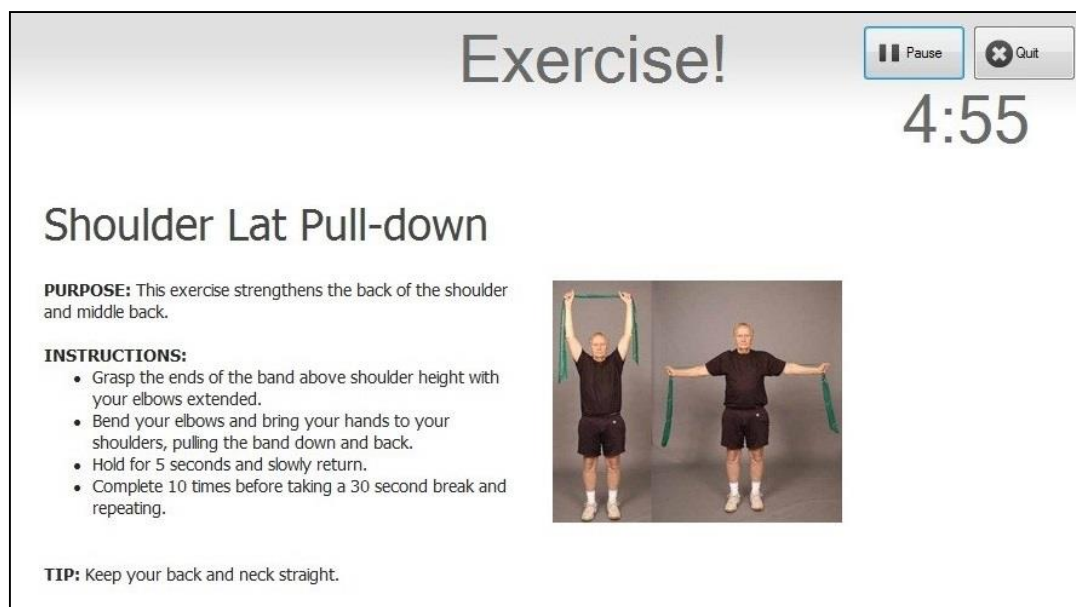 Exercise!
Pause
Quit
4:55
Shoulder Lat Pull-down
PURPOSE: This exercise strengthens the back of the shoulder
and middle back.
INSTRUCTIONS:
• Grasp the ends of the band above shoulder height with
your elbows extended.
• Bend your elbows and bring your hands to your
shoulders, pulling the band down and back.
• Hold for 5 seconds and slowly return.
• Complete 10 times before taking a 30 second break and
repeating.
TIP: Keep your back and neck straight.